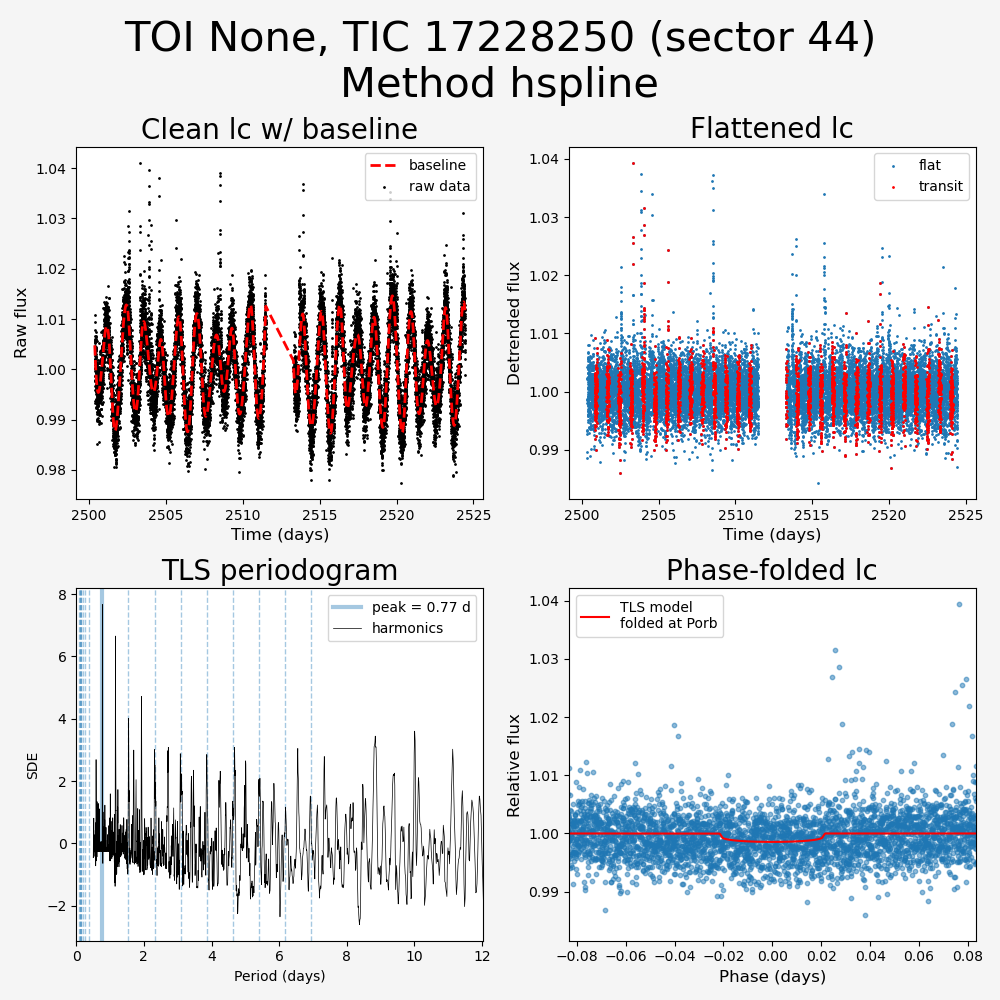 TOI None, TIC 17228250 (sector 44)
Method hspline
Clean lc w/ baseline
Raw flux
1.04
1.03
1.02
1.01
1.00
0.99
0.98
baseline
raw data
2500 2505 2510 2515 2520 2525
Time (days)
Flattened lc
Detrended flux
1.04
1.03
1.02
1.01
1.00
0.99
flat
transit
2500 2505 2510 2515 2520 2525
Time (days)
TLS periodogram
SDE
8
6
4
2
0
−2
peak = 0.77 d
harmonics
0 2 4 6 8 10 12
Period (days)
Phase-folded lc
Relative flux
1.04
1.03
1.02
1.01
1.00
0.99
TLS model
folded at Porb
−0.08 −0.06 −0.04 −0.02 0.00 0.02 0.04 0.06 0.08
Phase (days)